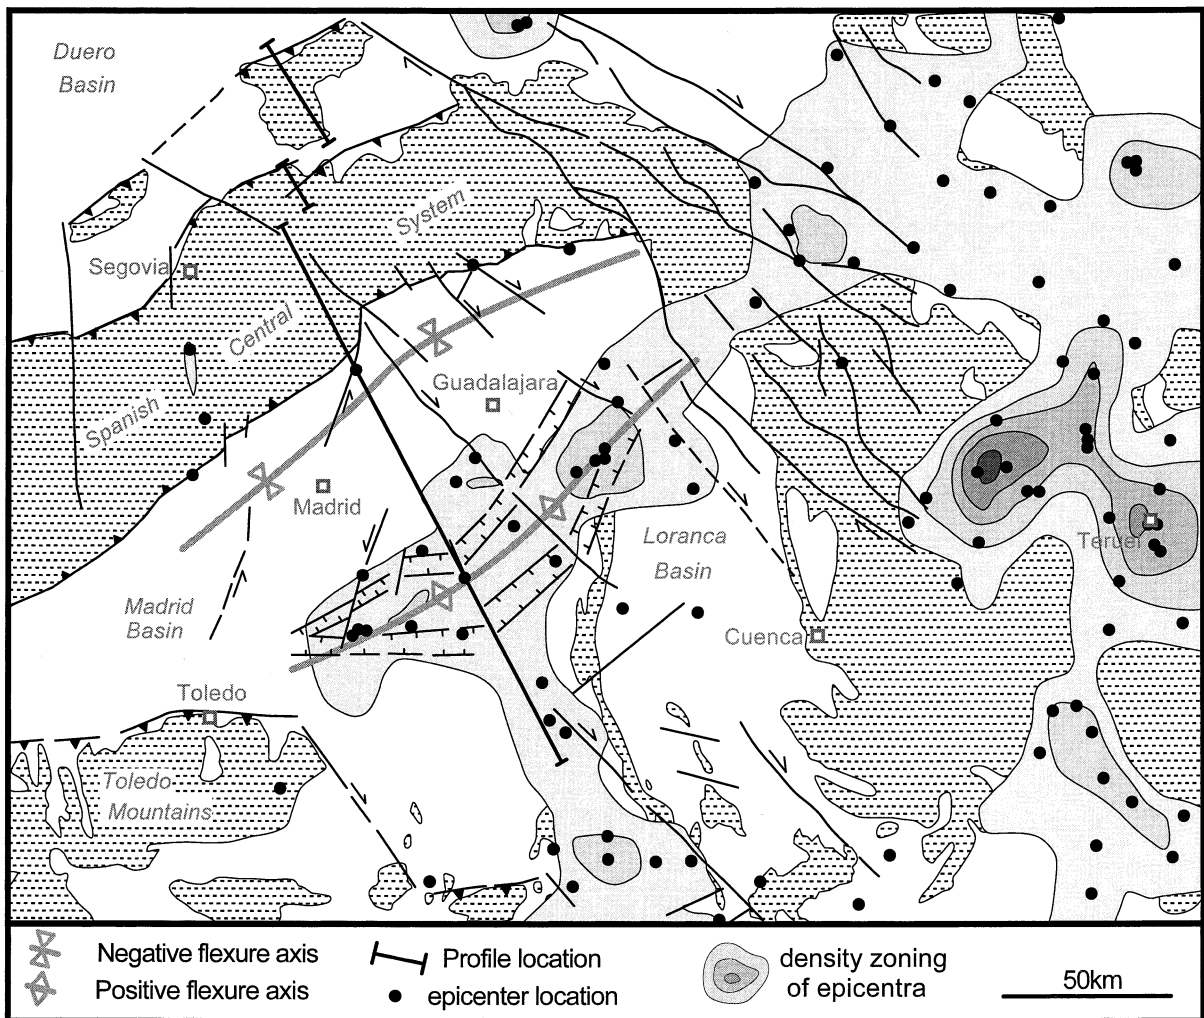 Duero
Basin
System
Segovia
Central
Spanish
Guadalajara
Madrid
Loranca
Basin
Teruel
Madrid
Basin
Cuenca
Toledo
Toledo
Mountains
Negative flexure axis
Positive flexure axis
Profile location
epicenter location
density zoning
of epicentra
50km